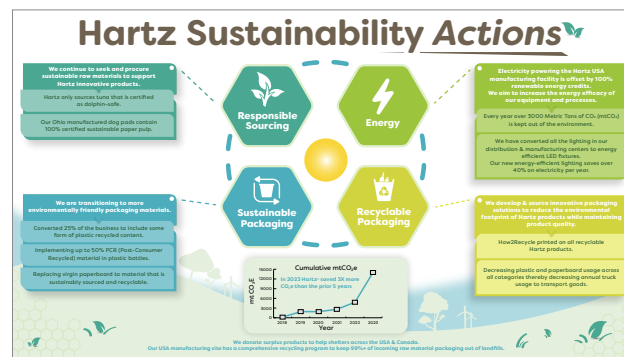 Hartz Sustainability Actions
We continue to seek and procure
sustainable raw materials to support
Hartz innovative products.
Hartz only sources tuna that is certified
as dolphin-safe.
Our Ohio manufactured dog pads contain
100% certified sustainable paper pulp.
Responsible
Sourcing
Energy
Electricity powering the Hartz USA
manufacturing facility is offset by 100%
renewable energy credits.
We aim to increase the energy efficacy of
our equipment and processes.
Every year over 3000 Metric Tons of CO₂ (mtCO₂)
is kept out of the environment.
We have converted all the lighting in our
distribution & manufacturing centers to energy
efficient LED fixtures.
Our new energy-efficient lighting saves over
40% on electricity per year.
We are transitioning to more
environmentally friendly packaging materials.
Converted 25% of the business to include some
form of plastic recycled content.
Implementing up to 50% PCR (Post-Consumer
Recycled) material in plastic bottles.
Replacing virgin paperboard to material that is
sustainably sourced and recyclable.
Sustainable
Packaging
Recyclable
Packaging
We develop & source innovative packaging
solutions to reduce the environmental
footprint of Hartz products while maintaining
product quality.
How2Recycle printed on all recyclable
Hartz products.
Decreasing plastic and paperboard usage across
all categories thereby decreasing annual truck
usage to transport goods.
Cumulative mtCO₂e
In 2023 Hartz- saved 3X more
CO₂e than the prior 5 years
mt CO₂E
15000
12000
9000
6000
3000
0
2018 2019 2020 2021 2022 2023
Year
We donate surplus products to help shelters across the USA & Canada.
Our USA manufacturing site has a comprehensive recycling program to keep 99%+ of incoming raw material packaging out of landfills.